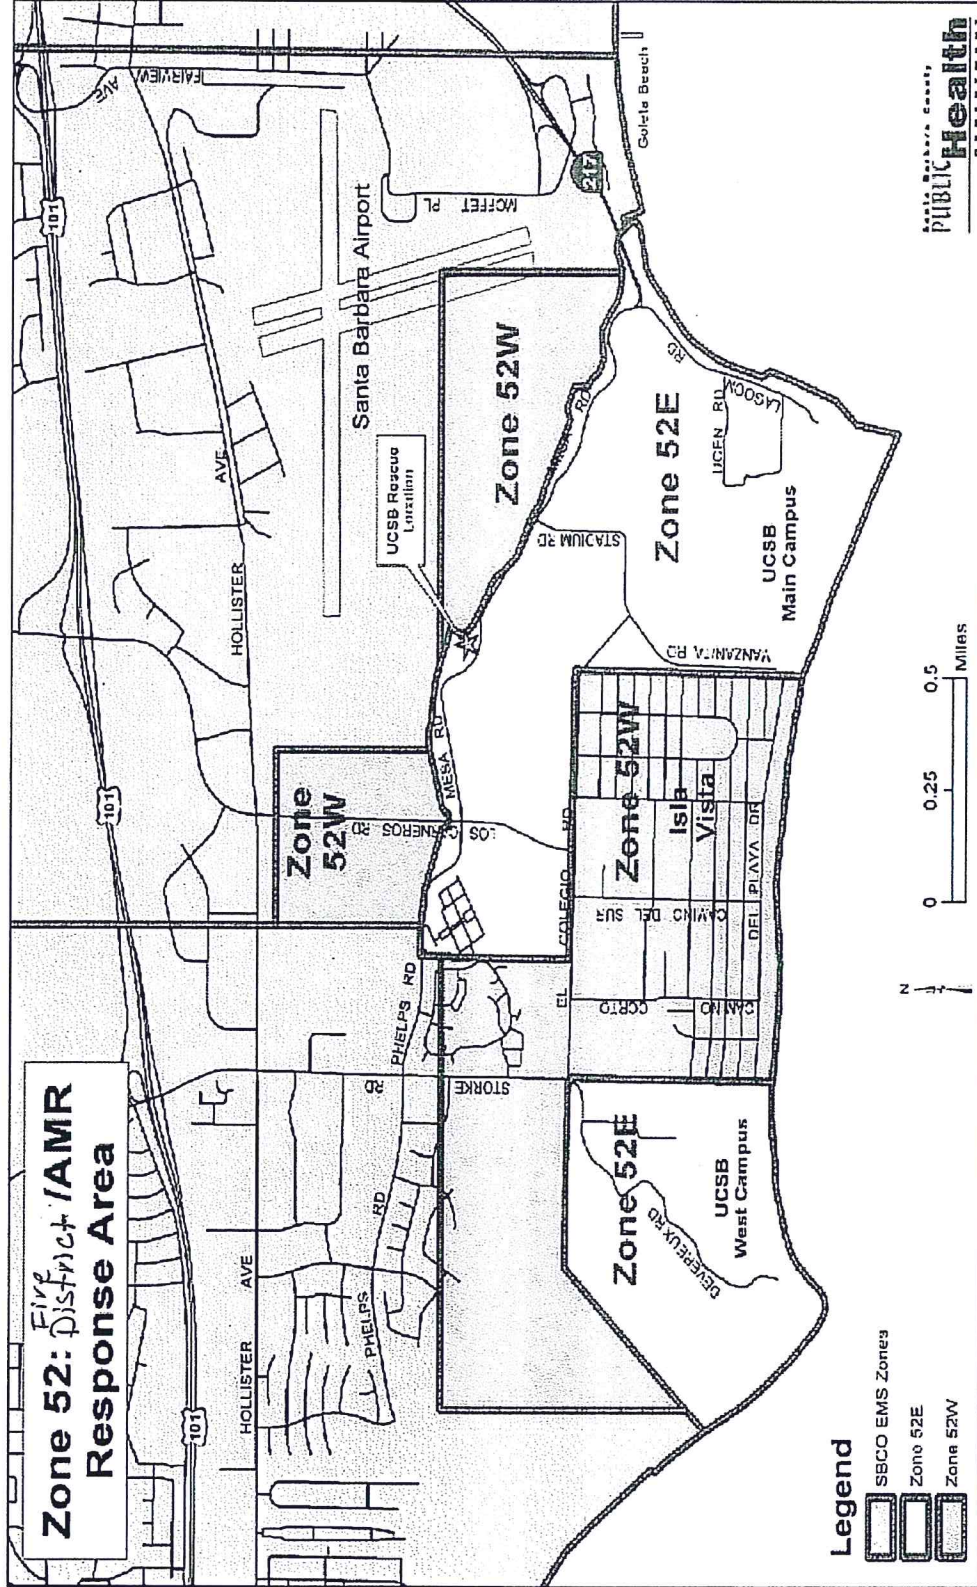 Zone 52: Fire District /AMR
Response Area
101
101
101
FAIRVIEW
AVE
HOLLISTER
AVE
HOLLISTER
AVE
Santa Barbara Airport
MOFFET PL
217
Goleta Beach
UCSB Rescue
Location
Zone
52W
Zone 52W
LOS CARNEROS RD
MESA RD
MESA RD
STADIUM RD
Zone 52E
UCEN RD
LAGOON
RD
UCSB
Main Campus
PHELPS
RD
PHELPS RD
STORKE
RD
EL COLEGIO RD
Zone 52W
Isla
Vista
CAMINO DEL SUR
CAMINO CORTO
DEL PLAYA DR
MANZANITA RD
Zone 52E
DEVEREUX RD
UCSB
West Campus
N
0 0.25 0.5
Miles
Legend
SBCO EMS Zones
Zone 52E
Zone 52W
Santa Barbara County
PUBLIC Health